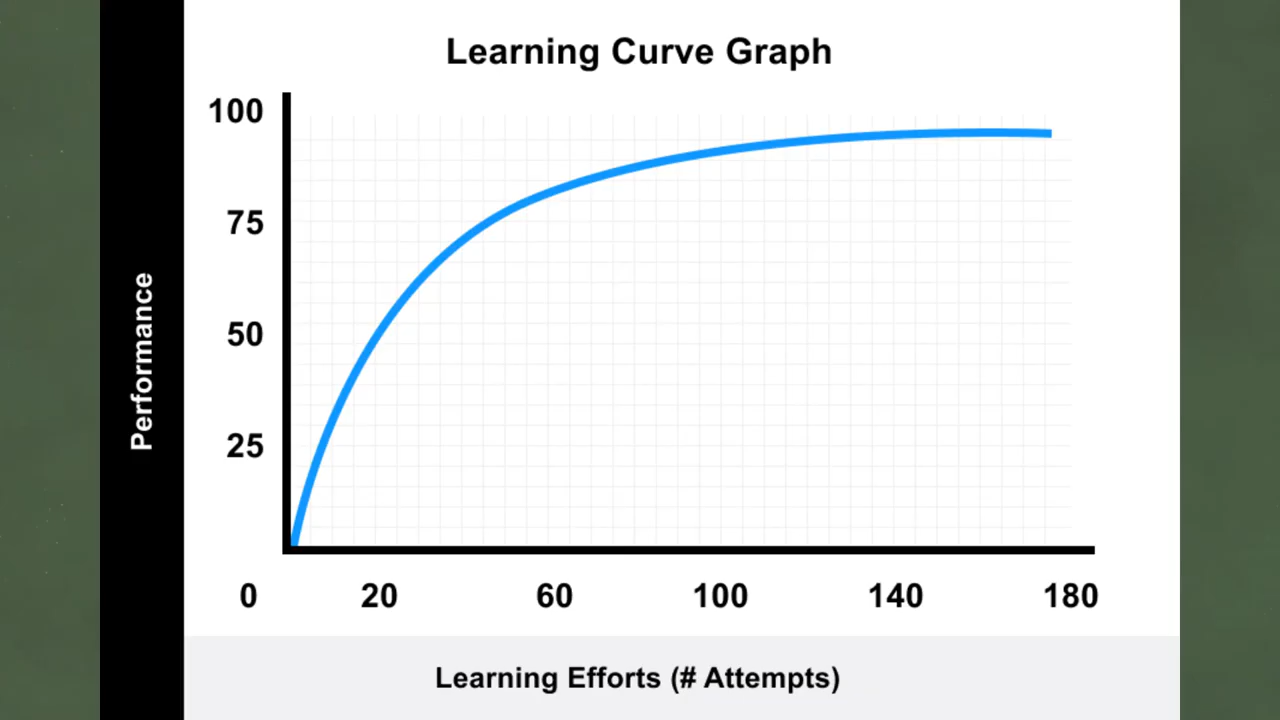 Learning Curve Graph
100
75
50
25
Performance
0 20 60 100 140 180
Learning Efforts (# Attempts)